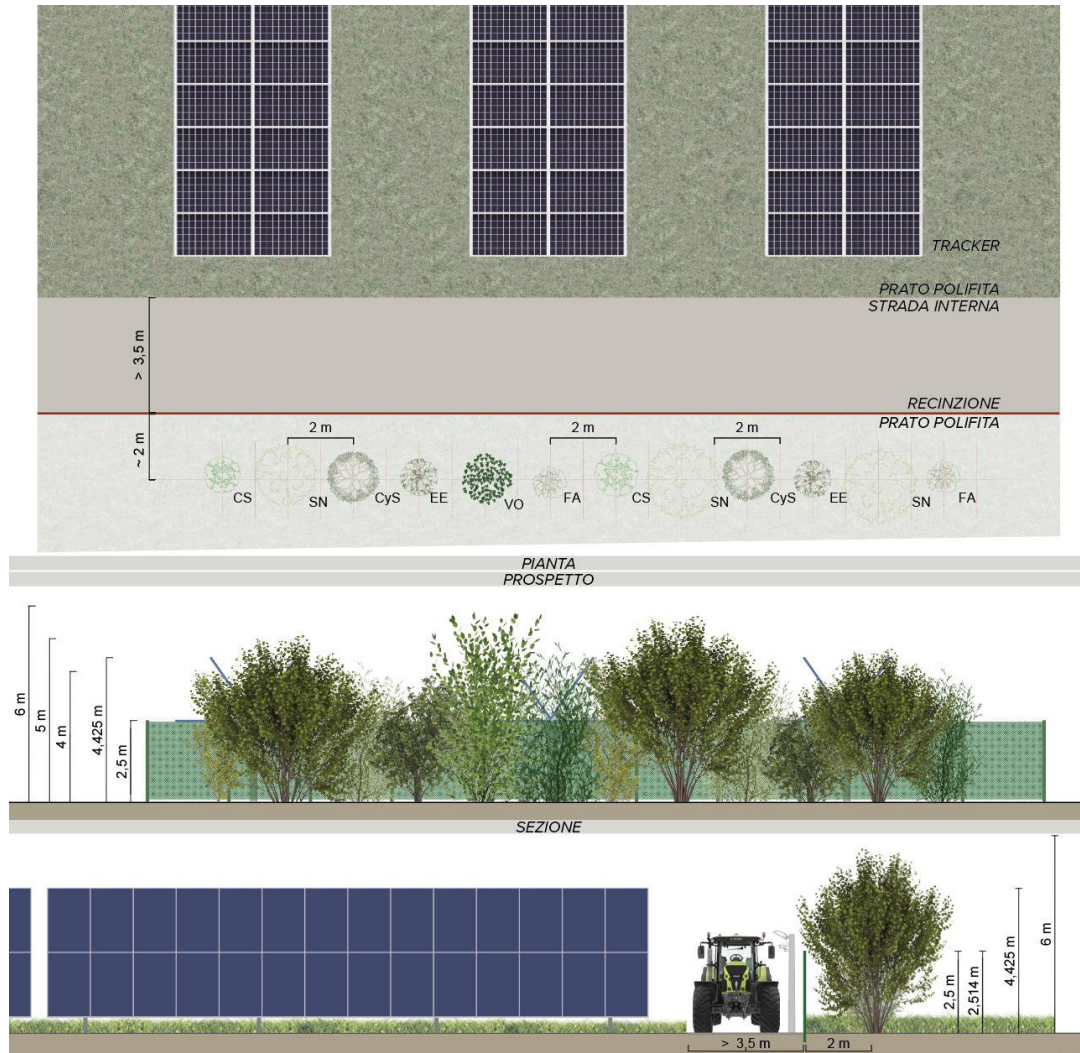 TRACKER
PRATO POLIFITA
STRADA INTERNA
> 3,5 m
RECINZIONE
PRATO POLIFITA
~ 2 m
2 m
2 m
2 m
CS
SN
CyS
EE
VO
FA
CS
SN
CyS
EE
SN
FA
PIANTA
PROSPETTO
6 m
5 m
4 m
4,425 m
2,5 m
SEZIONE
2,5 m
2,514 m
4,425 m
6 m
> 3,5 m
2 m